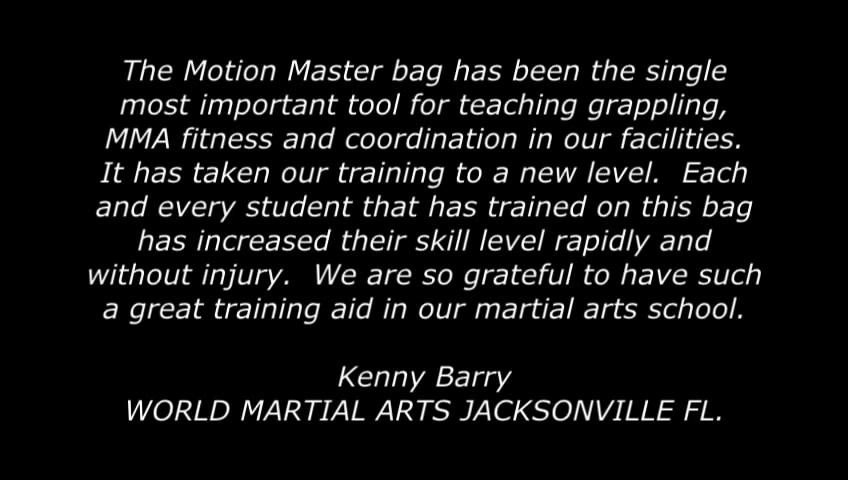 The Motion Master bag has been the single
most important tool for teaching grappling,
MMA fitness and coordination in our facilities.
It has taken our training to a new level.  Each
and every student that has trained on this bag
has increased their skill level rapidly and
without injury.  We are so grateful to have such
a great training aid in our martial arts school.
Kenny Barry
WORLD MARTIAL ARTS JACKSONVILLE FL.